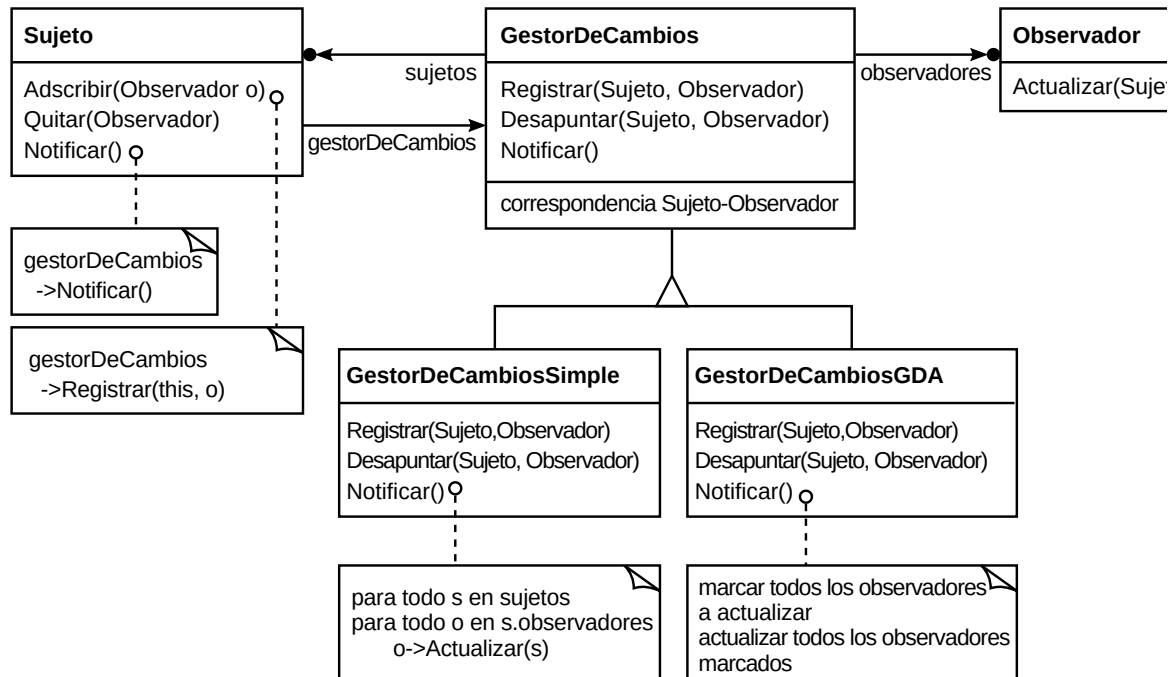 Sujeto
Adscribir(Observador o)
Quitar(Observador)
Notificar()
sujetos
gestorDeCambios
GestorDeCambios
Registrar(Sujeto, Observador)
Desapuntar(Sujeto, Observador)
Notificar()
correspondencia Sujeto-Observador
observadores
Observador
Actualizar(Sujet
gestorDeCambios
->Notificar()
gestorDeCambios
->Registrar(this, o)
GestorDeCambiosSimple
Registrar(Sujeto,Observador)
Desapuntar(Sujeto, Observador)
Notificar()
GestorDeCambiosGDA
Registrar(Sujeto,Observador)
Desapuntar(Sujeto, Observador)
Notificar()
para todo s en sujetos
para todo o en s.observadores
o->Actualizar(s)
marcar todos los observadores
a actualizar
actualizar todos los observadores
marcados